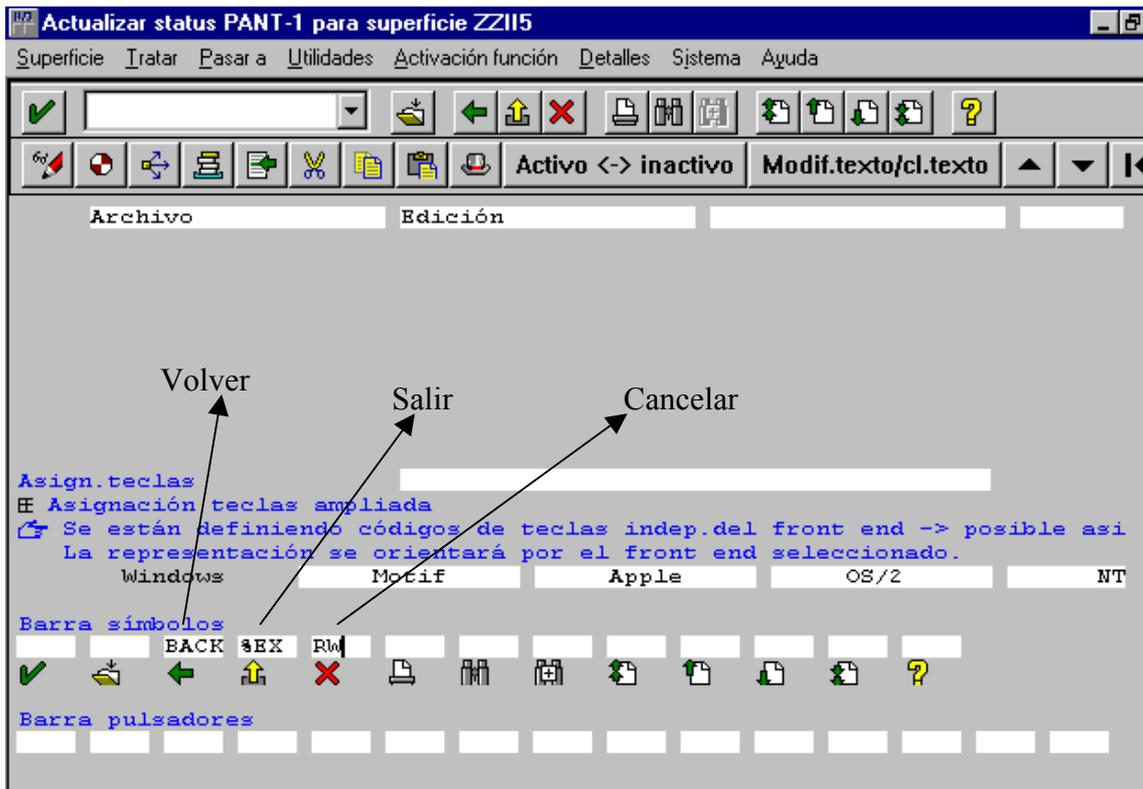 Actualizar status PANT-1 para superficie ZZII5
Superficie Tratar Pasar a Utilidades Activación función Detalles Sistema Ayuda
Activo <-> inactivo Modif.texto/cl.texto
Archivo Edición
Volver
Salir Cancelar
Asign.teclas
Asignación teclas ampliada
Se están definiendo códigos de teclas indep.del front end -> posible asi
La representación se orientará por el front end seleccionado.
Windows Motif Apple OS/2 NT
Barra símbolos
BACK %EX RW
Barra pulsadores